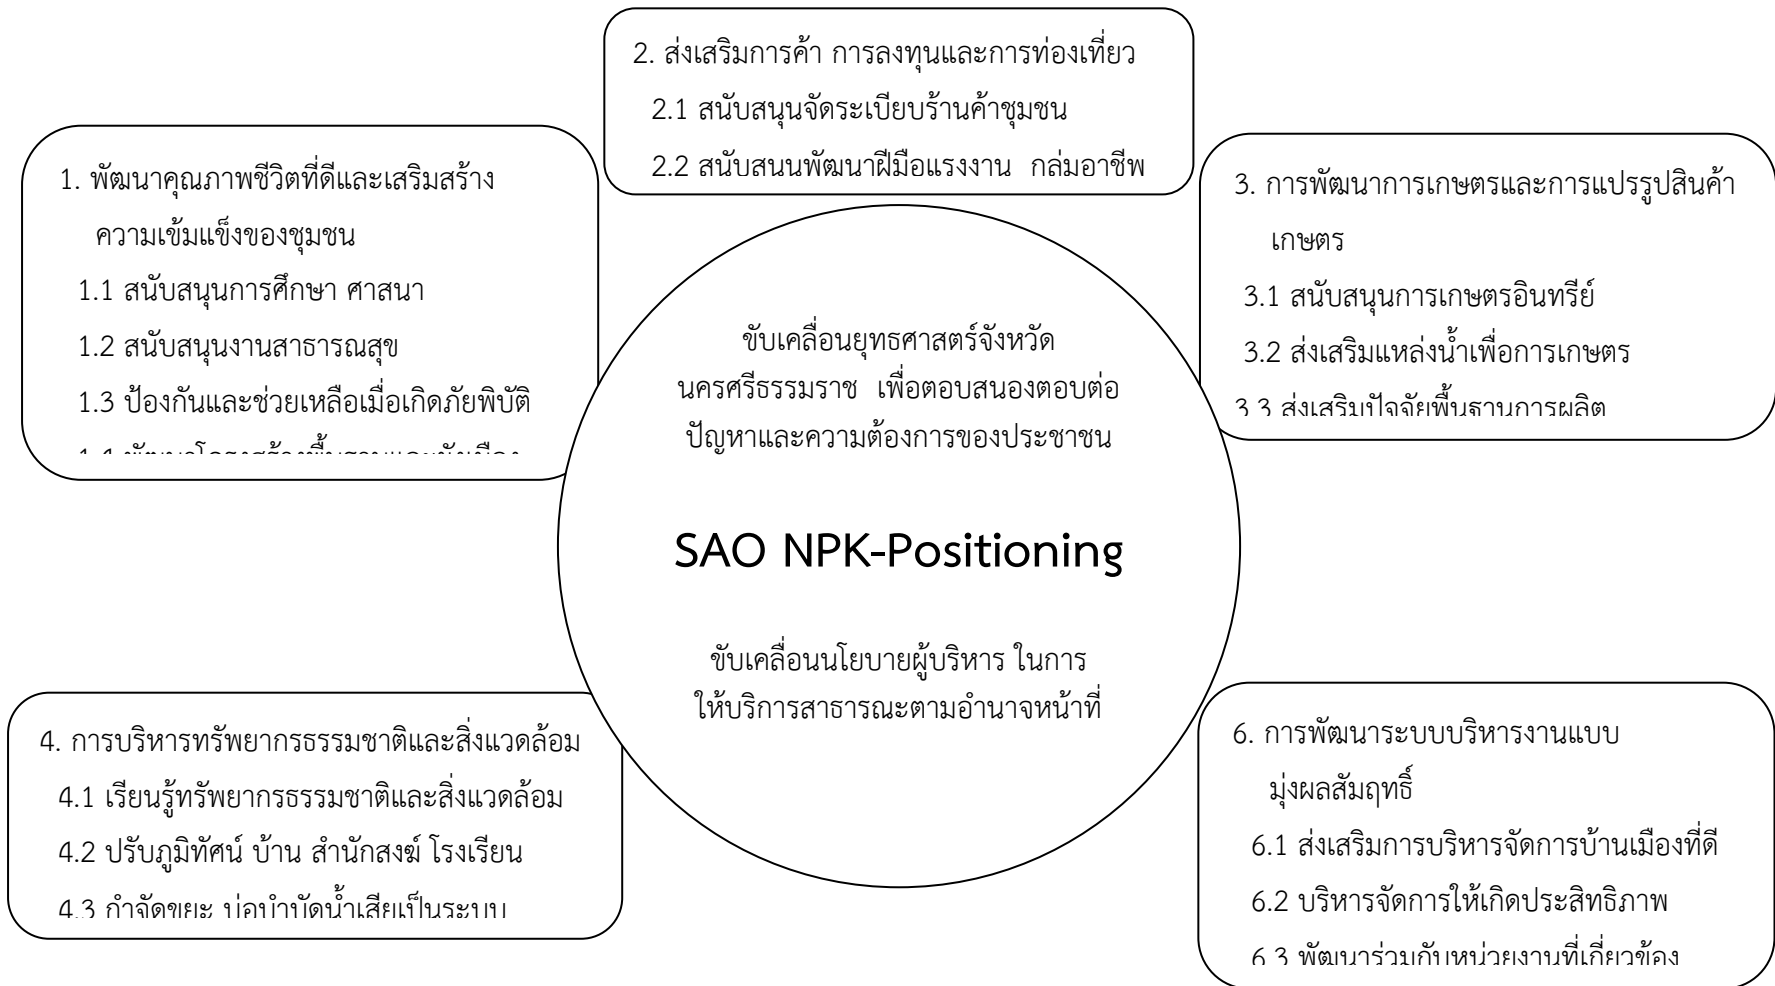 2. ส่งเสริมการค้า การลงทุนและการท่องเที่ยว
2.1 สนับสนุนจัดระเบียบร้านค้าชุมชน
2.2 สนับสนนพัฒนาฝีมือแรงงาน กล่มอาชีพ
1. พัฒนาคุณภาพชีวิตที่ดีและเสริมสร้าง
ความเข้มแข็งของชุมชน
1.1 สนับสนุนการศึกษา ศาสนา
1.2 สนับสนุนงานสาธารณสุข
1.3 ป้องกันและช่วยเหลือเมื่อเกิดภัยพิบัติ
1.4 พัฒนาโครงสร้างพื้นฐานและผังเมือง
3. การพัฒนาการเกษตรและการแปรรูปสินค้า
เกษตร
3.1 สนับสนุนการเกษตรอินทรีย์
3.2 ส่งเสริมแหล่งน้ำเพื่อการเกษตร
3.3 ส่งเสริมปัจจัยพื้นฐานการผลิต
ขับเคลื่อนยุทธศาสตร์จังหวัด
นครศรีธรรมราช เพื่อตอบสนองตอบต่อ
ปัญหาและความต้องการของประชาชน
SAO NPK-Positioning
ขับเคลื่อนนโยบายผู้บริหาร ในการ
ให้บริการสาธารณะตามอำนาจหน้าที่
4. การบริหารทรัพยากรธรรมชาติและสิ่งแวดล้อม
4.1 เรียนรู้ทรัพยากรธรรมชาติและสิ่งแวดล้อม
4.2 ปรับภูมิทัศน์ บ้าน สำนักสงฆ์ โรงเรียน
4.3 กำจัดขยะ บ่อบำบัดน้ำเสียเป็นระบบ
6. การพัฒนาระบบบริหารงานแบบ
มุ่งผลสัมฤทธิ์
6.1 ส่งเสริมการบริหารจัดการบ้านเมืองที่ดี
6.2 บริหารจัดการให้เกิดประสิทธิภาพ
6.3 พัฒนาร่วมกับหน่วยงานที่เกี่ยวข้อง